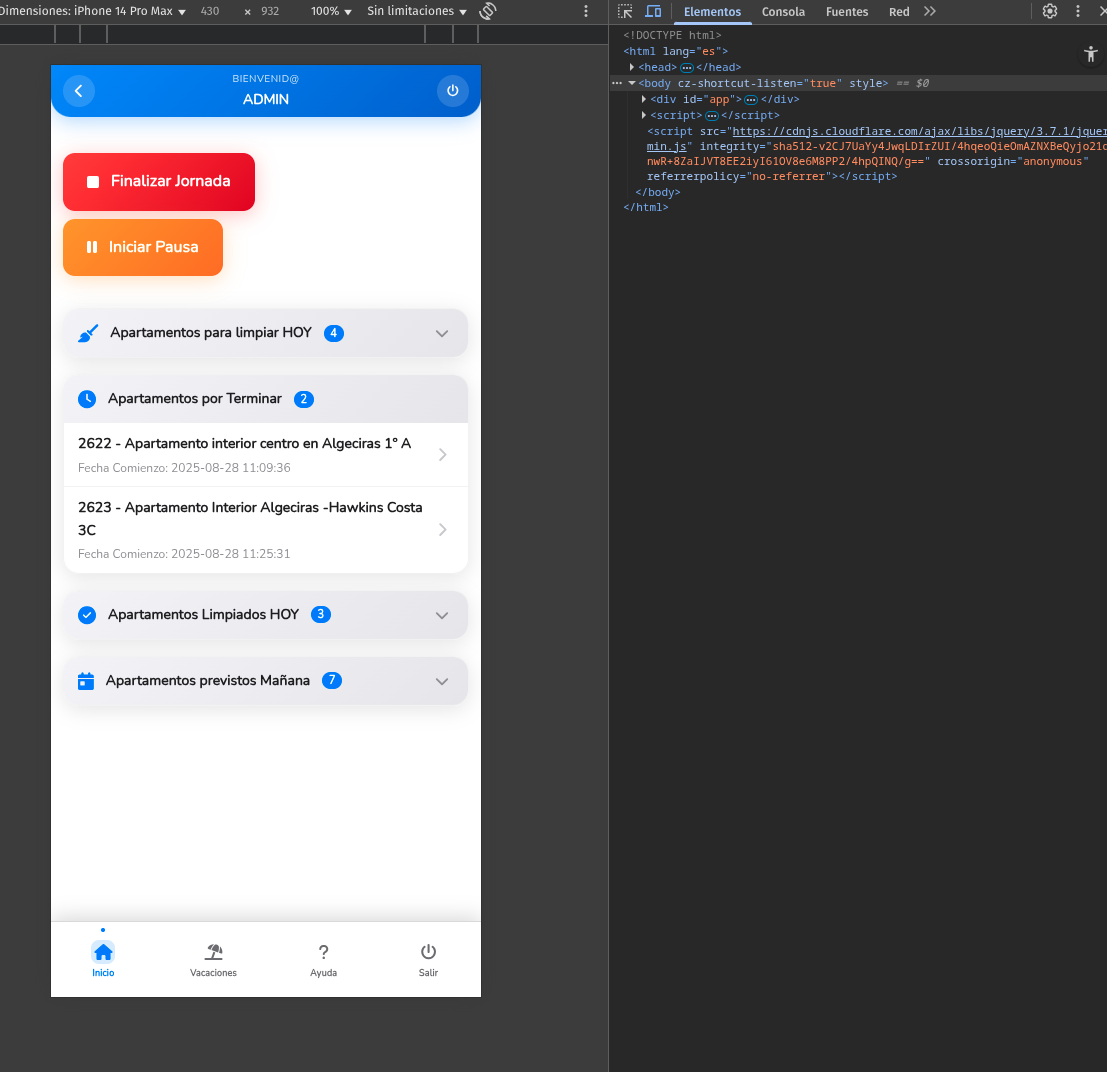 Dimensiones: iPhone 14 Pro Max 430 × 932 100% Sin limitaciones
Elementos Consola Fuentes Red
BIENVENID@
ADMIN
Finalizar Jornada
Iniciar Pausa
Apartamentos para limpiar HOY 4
Apartamentos por Terminar 2
2622 - Apartamento interior centro en Algeciras 1º A
Fecha Comienzo: 2025-08-28 11:09:36
2623 - Apartamento Interior Algeciras -Hawkins Costa
3C
Fecha Comienzo: 2025-08-28 11:25:31
Apartamentos Limpiados HOY 3
Apartamentos previstos Mañana 7
Inicio Vacaciones Ayuda Salir
<!DOCTYPE html>
<html lang="es">
<head> </head>
<body cz-shortcut-listen="true" style> == $0
<div id="app"> </div>
<script> </script>
<script src="https://cdnjs.cloudflare.com/ajax/libs/jquery/3.7.1/jquer
min.js" integrity="sha512-v2CJ7UaYy4JwqLDIrZUI/4hqeoQieOmAZNXBeQyjo21d
nwR+8ZaIJVT8EE2iyI61OV8e6M8PP2/4hpQINQ/g==" crossorigin="anonymous"
referrerpolicy="no-referrer"></script>
</body>
</html>